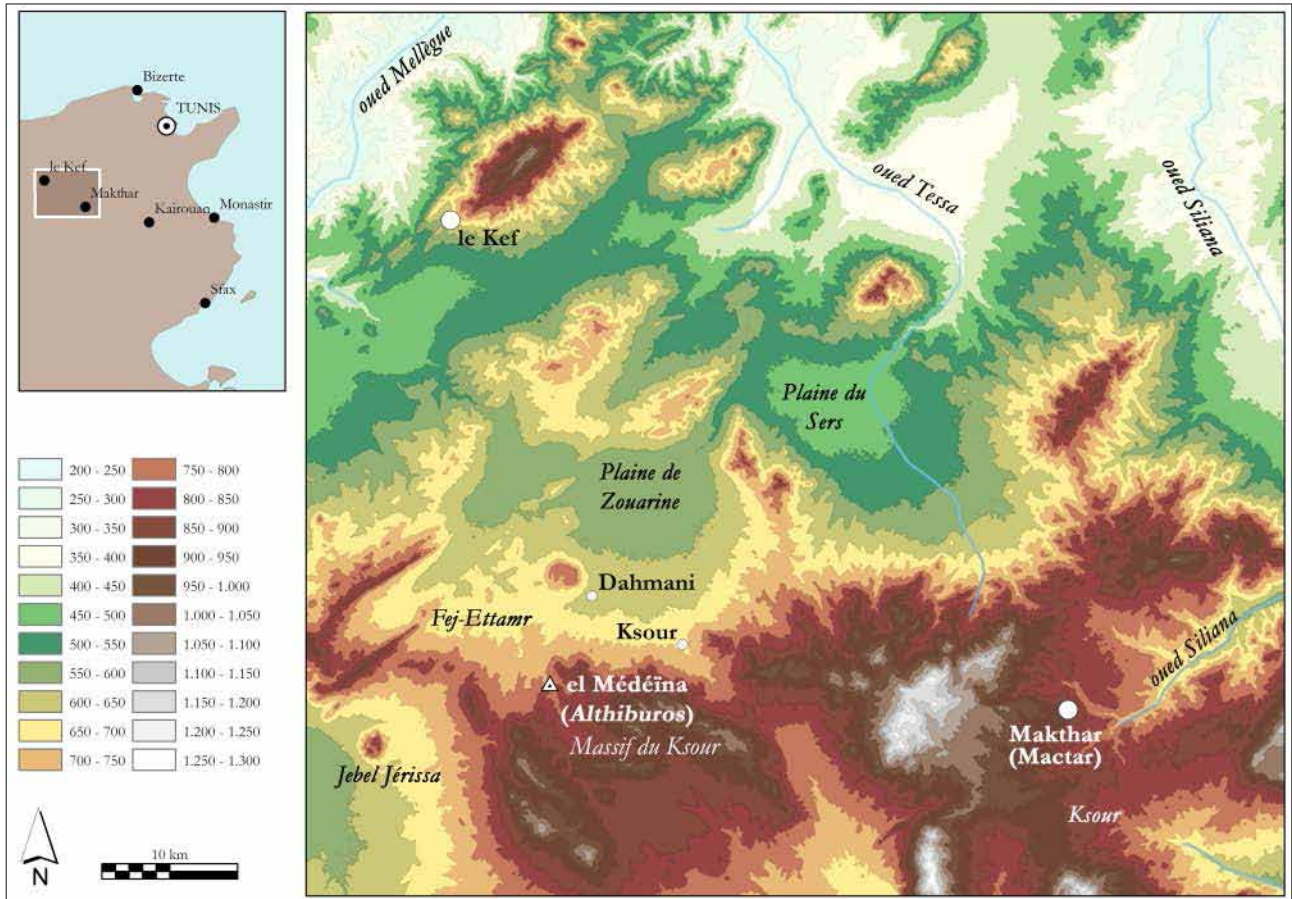 Bizerte
TUNIS
le Kef
Makthar
Kairouan
Monastir
Sfax
200 - 250
250 - 300
300 - 350
350 - 400
400 - 450
450 - 500
500 - 550
550 - 600
600 - 650
650 - 700
700 - 750
750 - 800
800 - 850
850 - 900
900 - 950
950 - 1.000
1.000 - 1.050
1.050 - 1.100
1.100 - 1.150
1.150 - 1.200
1.200 - 1.250
1.250 - 1.300
N
10 km
oued Mellègue
oued Tessa
oued Siliana
le Kef
Plaine du
Sers
Plaine de
Zouarine
Dahmani
Fej-Ettamr
Ksour
el Médéïna
(Althiburos)
Massif du Ksour
Jebel Jérissa
oued Siliana
Makthar
(Mactar)
Ksour